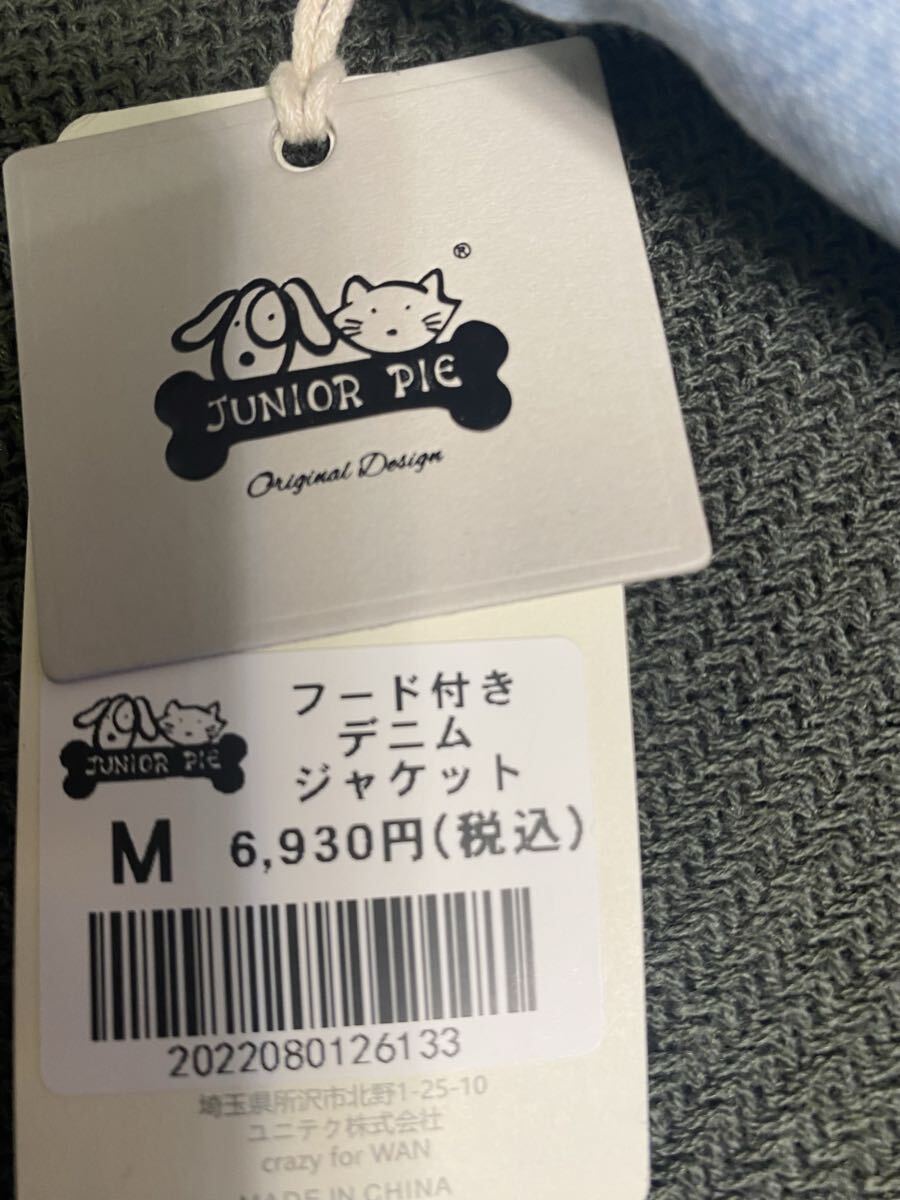 ®
JUNIOR PIE
Original Design
JUNIOR PIE
フード付き
デニム
ジャケット
M 6,930円(税込)
2022080126133
埼玉県所沢市北野1-25-10
ユニテク株式会社
crazy for WAN
MADE IN CHINA